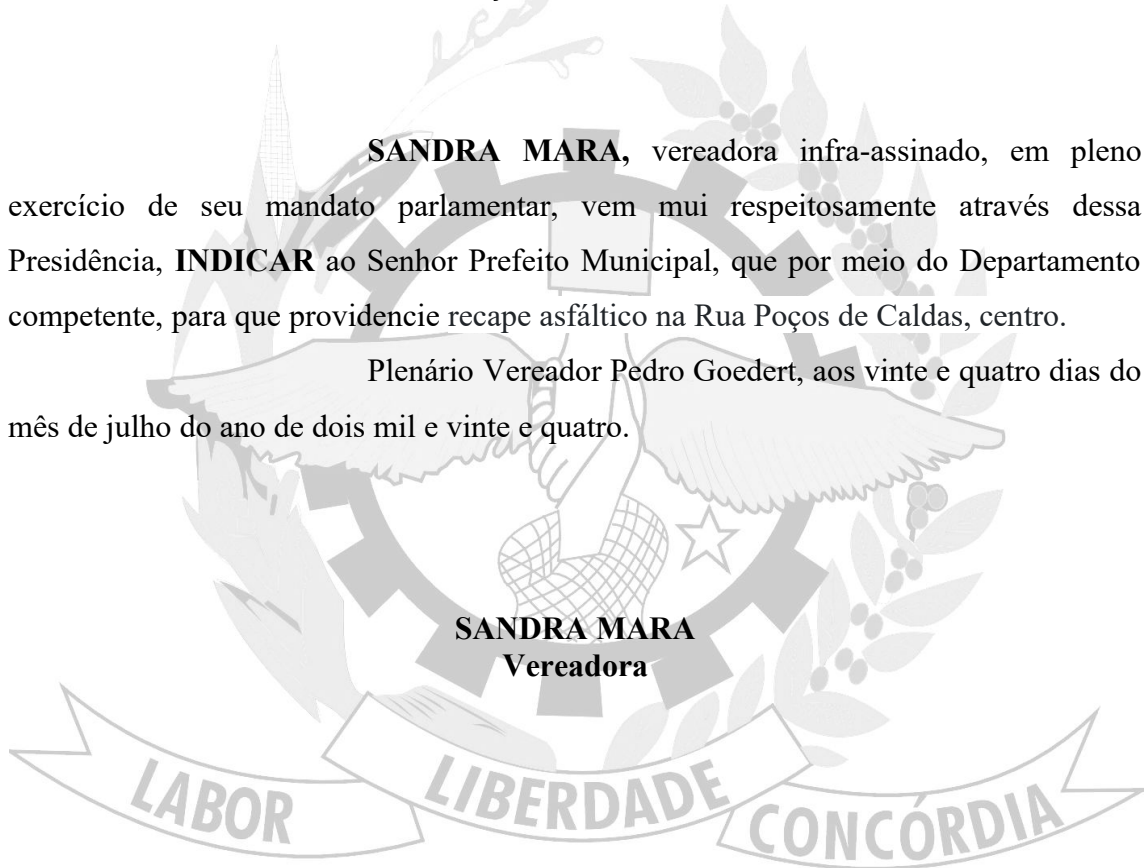 SANDRA MARA, vereadora infra-assinado, em pleno
exercício de seu mandato parlamentar, vem mui respeitosamente através dessa
Presidência, INDICAR ao Senhor Prefeito Municipal, que por meio do Departamento
competente, para que providencie recape asfáltico na Rua Poços de Caldas, centro.
Plenário Vereador Pedro Goedert, aos vinte e quatro dias do
mês de julho do ano de dois mil e vinte e quatro.
SANDRA MARA
Vereadora
LABOR
LIBERDADE
CONCÓRDIA